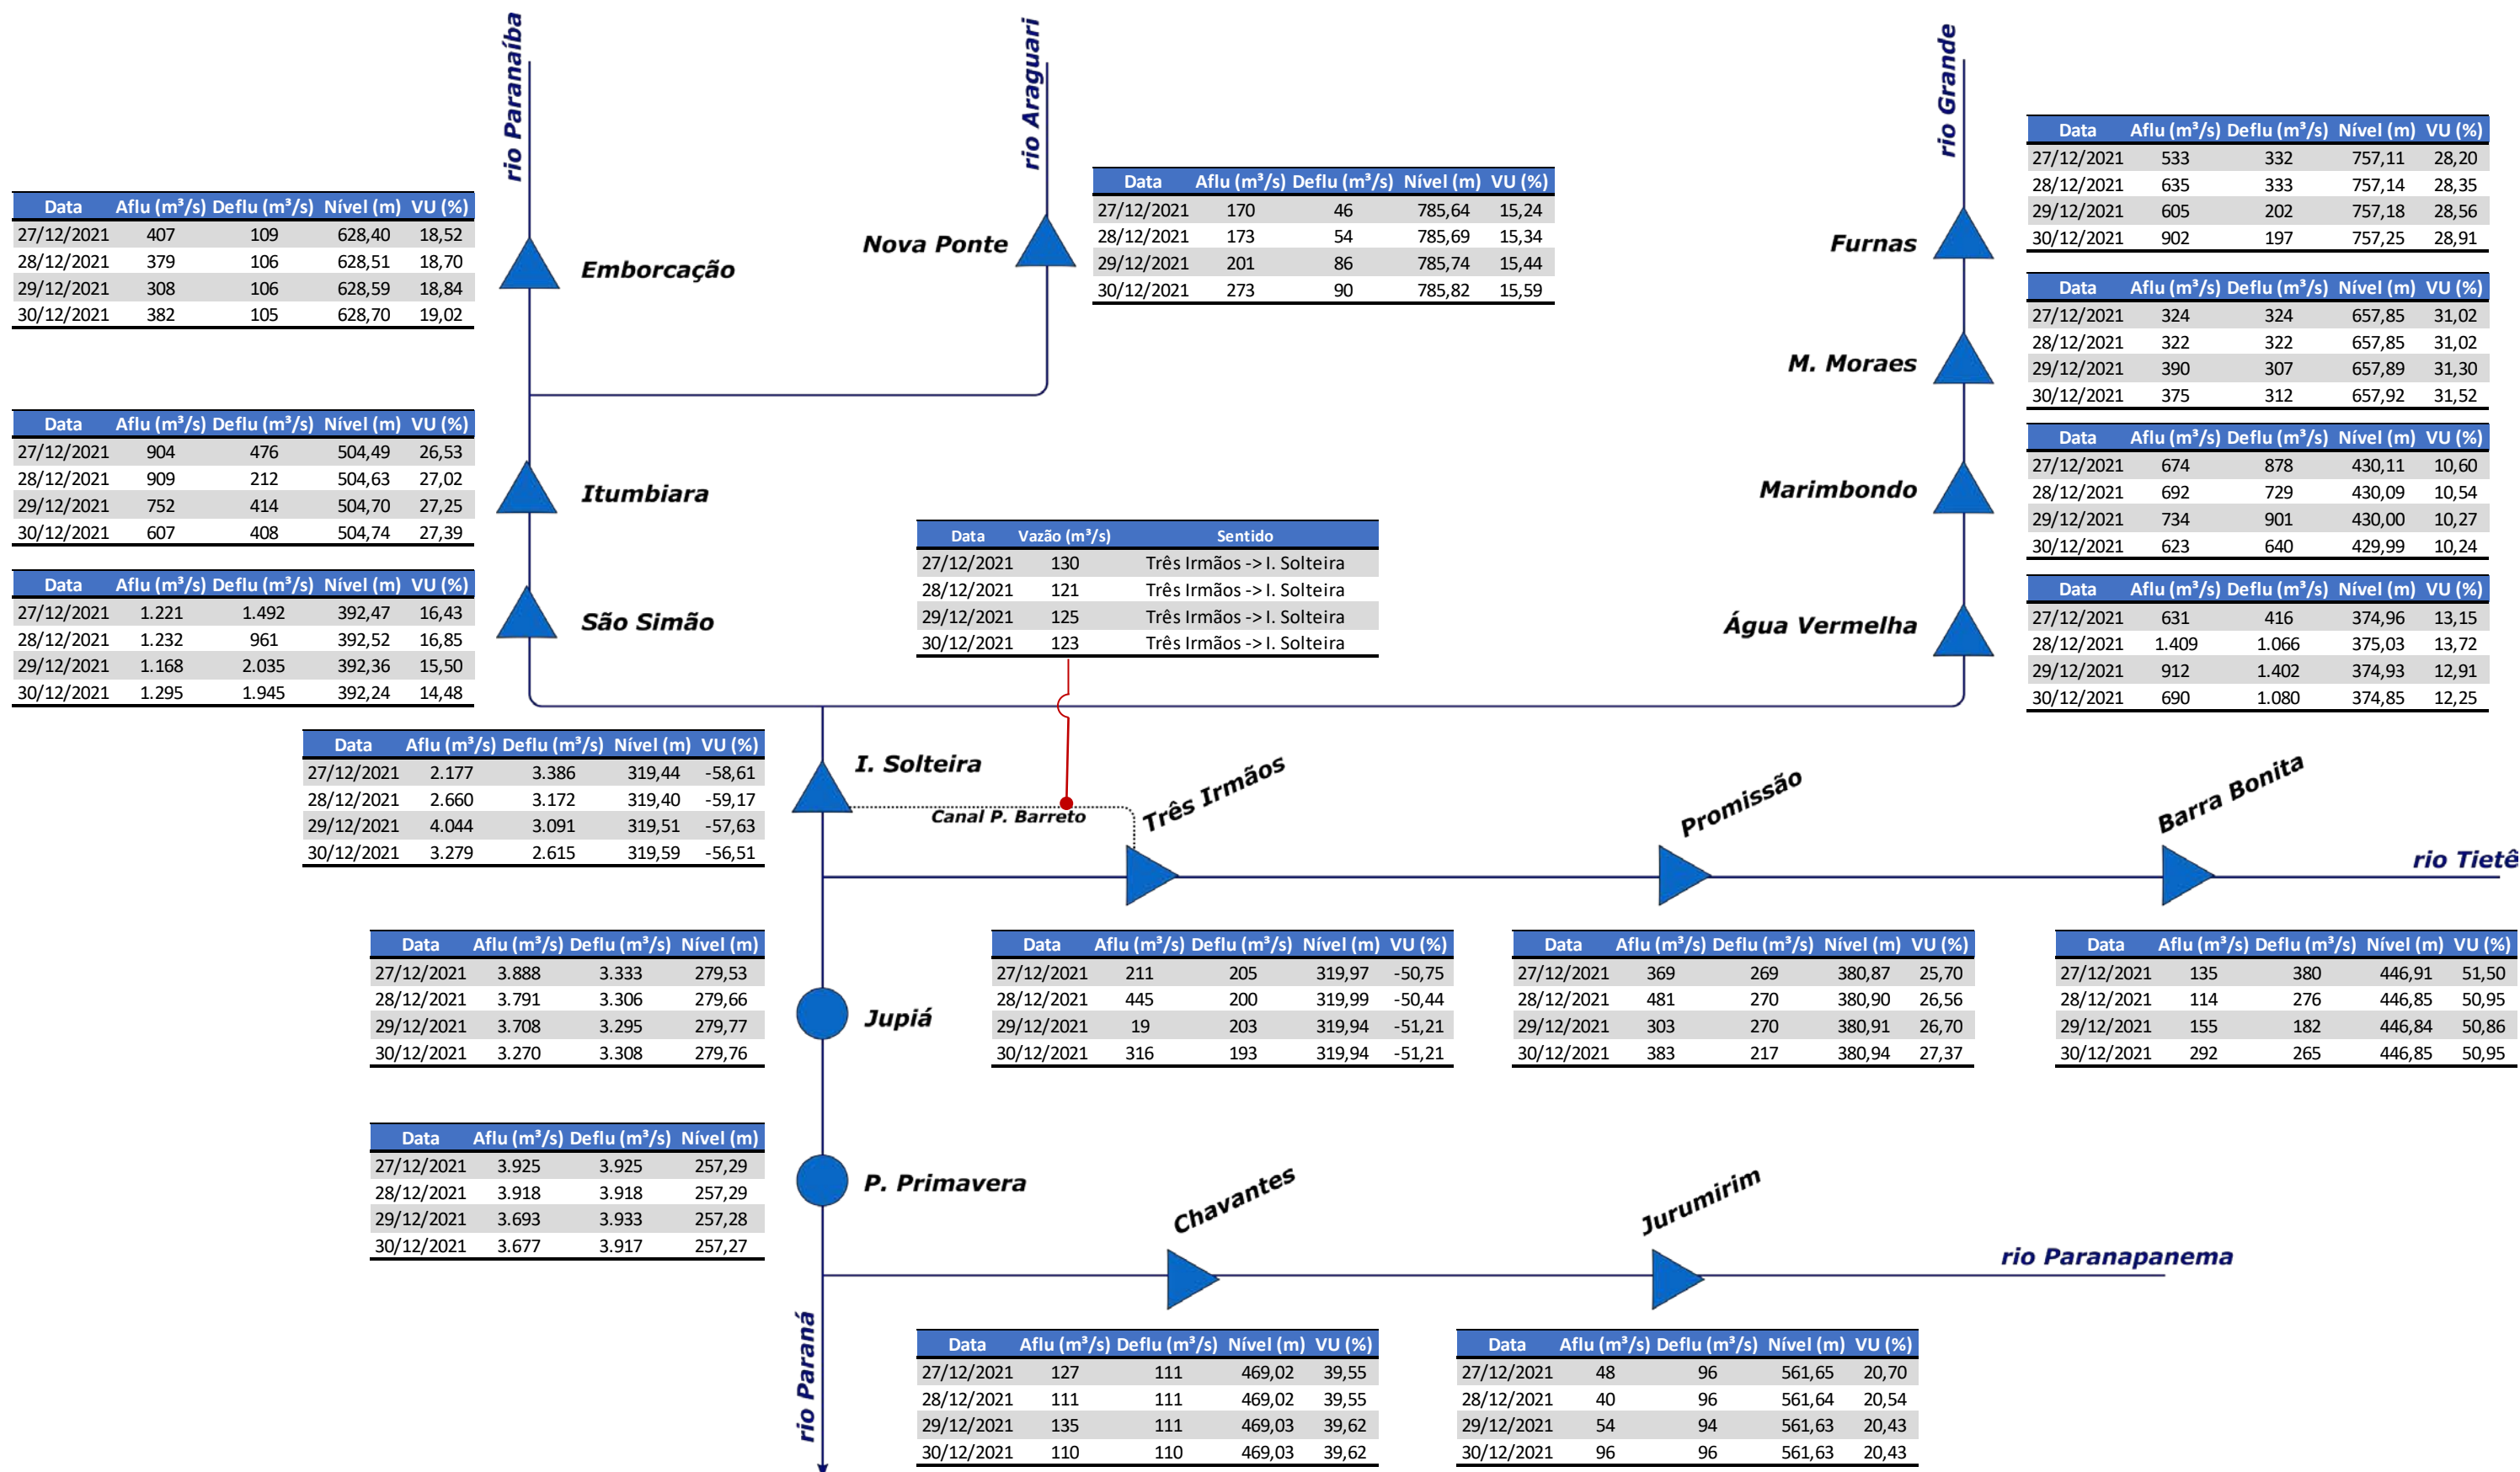 rio Paranaíba
rio Araguari
rio Grande
Data Aflu (m³/s) Deflu (m³/s) Nível (m) VU (%)
27/12/2021 533 332 757,11 28,20
28/12/2021 635 333 757,14 28,35
29/12/2021 605 202 757,18 28,56
30/12/2021 902 197 757,25 28,91
Furnas
Data Aflu (m³/s) Deflu (m³/s) Nível (m) VU (%)
27/12/2021 170 46 785,64 15,24
28/12/2021 173 54 785,69 15,34
29/12/2021 201 86 785,74 15,44
30/12/2021 273 90 785,82 15,59
Nova Ponte
Data Aflu (m³/s) Deflu (m³/s) Nível (m) VU (%)
27/12/2021 407 109 628,40 18,52
28/12/2021 379 106 628,51 18,70
29/12/2021 308 106 628,59 18,84
30/12/2021 382 105 628,70 19,02
Emborcação
Data Aflu (m³/s) Deflu (m³/s) Nível (m) VU (%)
27/12/2021 324 324 657,85 31,02
28/12/2021 322 322 657,85 31,02
29/12/2021 390 307 657,89 31,30
30/12/2021 375 312 657,92 31,52
M. Moraes
Data Aflu (m³/s) Deflu (m³/s) Nível (m) VU (%)
27/12/2021 904 476 504,49 26,53
28/12/2021 909 212 504,63 27,02
29/12/2021 752 414 504,70 27,25
30/12/2021 607 408 504,74 27,39
Itumbiara
Data Aflu (m³/s) Deflu (m³/s) Nível (m) VU (%)
27/12/2021 674 878 430,11 10,60
28/12/2021 692 729 430,09 10,54
29/12/2021 734 901 430,00 10,27
30/12/2021 623 640 429,99 10,24
Marimbondo
Data Vazão (m³/s) Sentido
27/12/2021 130 Três Irmãos -> I. Solteira
28/12/2021 121 Três Irmãos -> I. Solteira
29/12/2021 125 Três Irmãos -> I. Solteira
30/12/2021 123 Três Irmãos -> I. Solteira
Data Aflu (m³/s) Deflu (m³/s) Nível (m) VU (%)
27/12/2021 1.221 1.492 392,47 16,43
28/12/2021 1.232 961 392,52 16,85
29/12/2021 1.168 2.035 392,36 15,50
30/12/2021 1.295 1.945 392,24 14,48
São Simão
Data Aflu (m³/s) Deflu (m³/s) Nível (m) VU (%)
27/12/2021 631 416 374,96 13,15
28/12/2021 1.409 1.066 375,03 13,72
29/12/2021 912 1.402 374,93 12,91
30/12/2021 690 1.080 374,85 12,25
Água Vermelha
Data Aflu (m³/s) Deflu (m³/s) Nível (m) VU (%)
27/12/2021 2.177 3.386 319,44 -58,61
28/12/2021 2.660 3.172 319,40 -59,17
29/12/2021 4.044 3.091 319,51 -57,63
30/12/2021 3.279 2.615 319,59 -56,51
I. Solteira
Canal P. Barreto
Três Irmãos
Promissão
Barra Bonita
rio Tietê
Data Aflu (m³/s) Deflu (m³/s) Nível (m)
27/12/2021 3.888 3.333 279,53
28/12/2021 3.791 3.306 279,66
29/12/2021 3.708 3.295 279,77
30/12/2021 3.270 3.308 279,76
Jupiá
Data Aflu (m³/s) Deflu (m³/s) Nível (m) VU (%)
27/12/2021 211 205 319,97 -50,75
28/12/2021 445 200 319,99 -50,44
29/12/2021 19 203 319,94 -51,21
30/12/2021 316 193 319,94 -51,21
Data Aflu (m³/s) Deflu (m³/s) Nível (m) VU (%)
27/12/2021 369 269 380,87 25,70
28/12/2021 481 270 380,90 26,56
29/12/2021 303 270 380,91 26,70
30/12/2021 383 217 380,94 27,37
Data Aflu (m³/s) Deflu (m³/s) Nível (m) VU (%)
27/12/2021 135 380 446,91 51,50
28/12/2021 114 276 446,85 50,95
29/12/2021 155 182 446,84 50,86
30/12/2021 292 265 446,85 50,95
Data Aflu (m³/s) Deflu (m³/s) Nível (m)
27/12/2021 3.925 3.925 257,29
28/12/2021 3.918 3.918 257,29
29/12/2021 3.693 3.933 257,28
30/12/2021 3.677 3.917 257,27
P. Primavera
Chavantes
Jurumirim
rio Paranapanema
rio Paraná
Data Aflu (m³/s) Deflu (m³/s) Nível (m) VU (%)
27/12/2021 127 111 469,02 39,55
28/12/2021 111 111 469,02 39,55
29/12/2021 135 111 469,03 39,62
30/12/2021 110 110 469,03 39,62
Data Aflu (m³/s) Deflu (m³/s) Nível (m) VU (%)
27/12/2021 48 96 561,65 20,70
28/12/2021 40 96 561,64 20,54
29/12/2021 54 94 561,63 20,43
30/12/2021 96 96 561,63 20,43